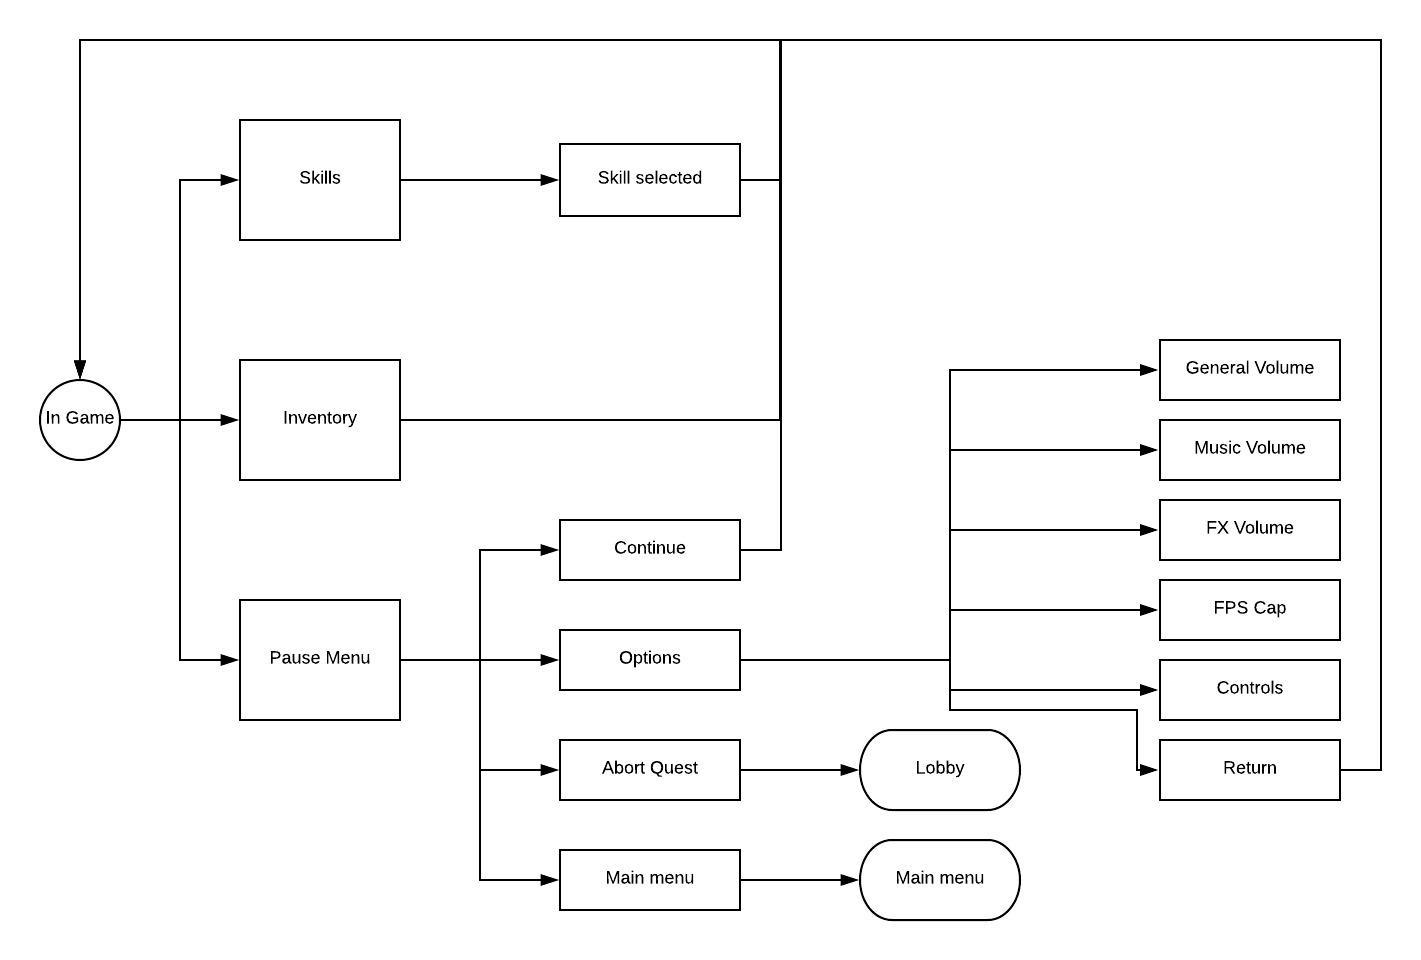 Skills
Skill selected
In Game
Inventory
General Volume
Music Volume
FX Volume
Continue
FPS Cap
Pause Menu
Options
Controls
Abort Quest
Lobby
Return
Main menu
Main menu